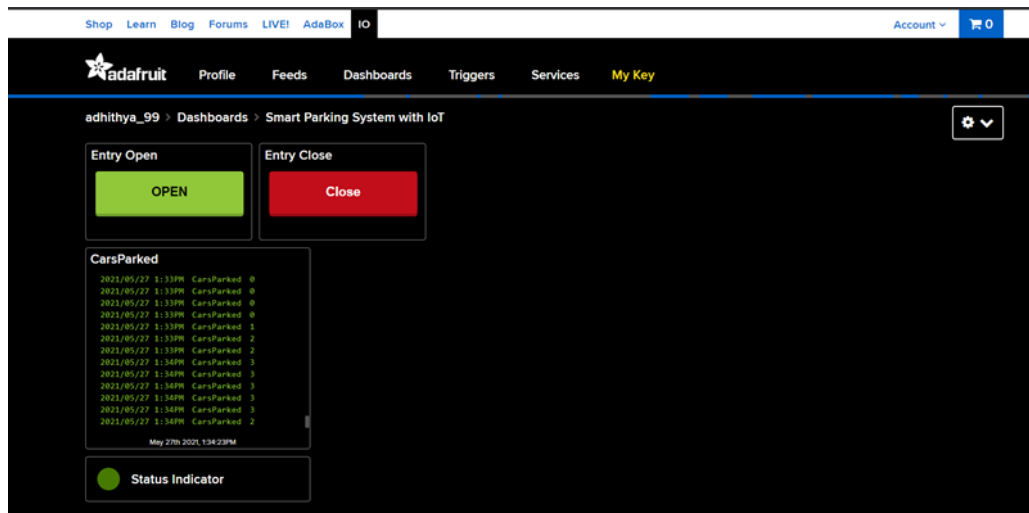 Shop Learn Blog Forums LIVE! AdaBox IO Account 0
adafruit Profile Feeds Dashboards Triggers Services My Key
adhithya_99 > Dashboards > Smart Parking System with IoT
Entry Open Entry Close
OPEN Close
CarsParked
2021/05/27 1:33PM CarsParked 0
2021/05/27 1:33PM CarsParked 0
2021/05/27 1:33PM CarsParked 0
2021/05/27 1:33PM CarsParked 0
2021/05/27 1:33PM CarsParked 1
2021/05/27 1:33PM CarsParked 2
2021/05/27 1:33PM CarsParked 2
2021/05/27 1:34PM CarsParked 3
2021/05/27 1:34PM CarsParked 3
2021/05/27 1:34PM CarsParked 3
2021/05/27 1:34PM CarsParked 3
2021/05/27 1:34PM CarsParked 3
2021/05/27 1:34PM CarsParked 2
May 27th 2021, 1:34:23PM
Status Indicator